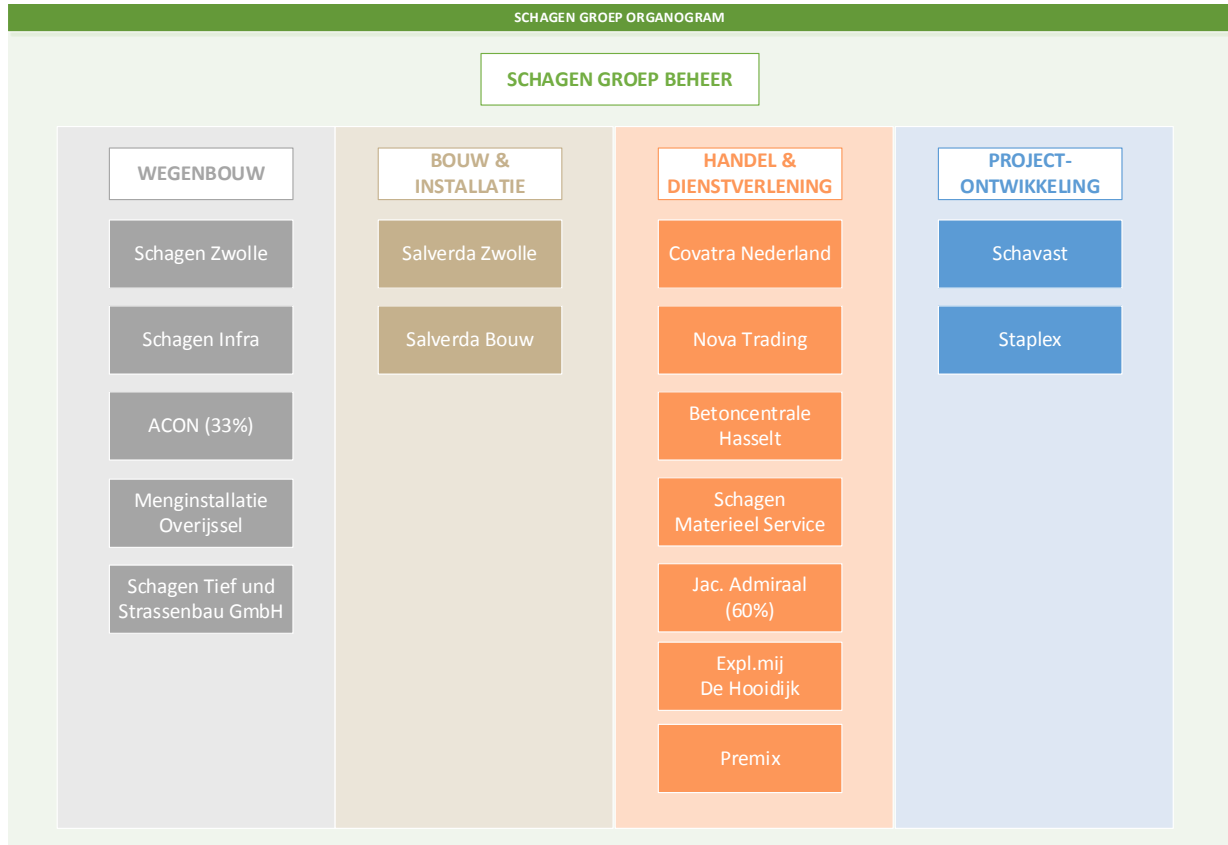 SCHAGEN GROEP ORGANOGRAM
SCHAGEN GROEP BEHEER
WEGENBOUW
Schagen Zwolle
Schagen Infra
ACON (33%)
Menginstallatie
Overijssel
Schagen Tief und
Strassenbau GmbH
BOUW &
INSTALLATIE
Salverda Zwolle
Salverda Bouw
HANDEL &
DIENSTVERLENING
Covatra Nederland
Nova Trading
Betoncentrale
Hasselt
Schagen
Materieel Service
Jac. Admiraal
(60%)
Expl.mij
De Hooidijk
Premix
PROJECT-
ONTWIKKELING
Schavast
Staplex